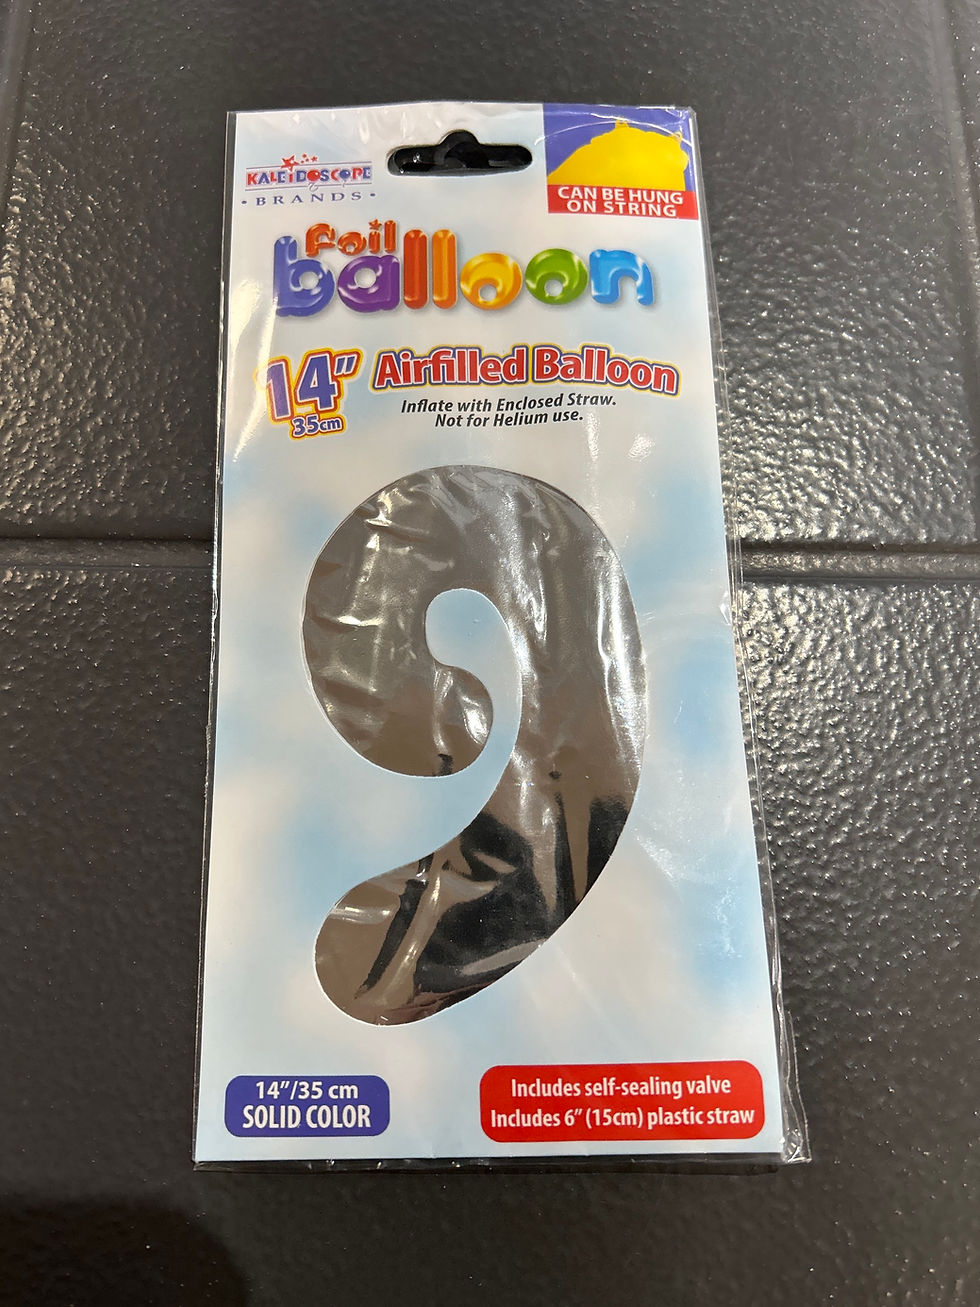 KALEIDOSCOPE
• BRANDS •
CAN BE HUNG
ON STRING
foil
balloon
14" Airfilled Balloon
35cm
Inflate with Enclosed Straw.
Not for Helium use.
14"/35 cm
SOLID COLOR
Includes self-sealing valve
Includes 6" (15cm) plastic straw